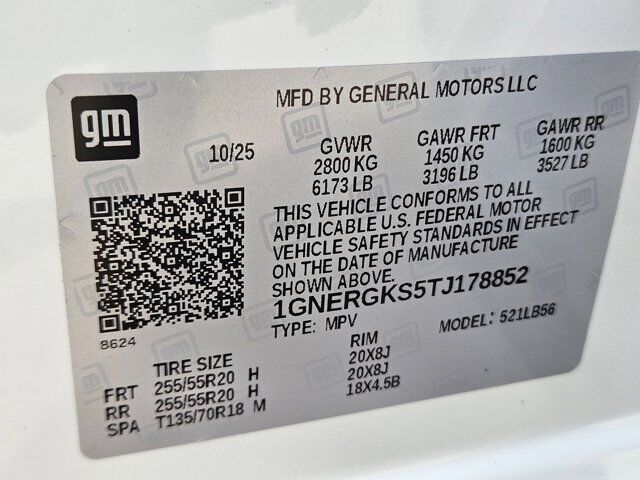 gm
MFD BY GENERAL MOTORS LLC
10/25 GVWR GAWR FRT GAWR RR
2800 KG 1450 KG 1600 KG
6173 LB 3196 LB 3527 LB
THIS VEHICLE CONFORMS TO ALL
APPLICABLE U.S. FEDERAL MOTOR
VEHICLE SAFETY STANDARDS IN EFFECT
ON THE DATE OF MANUFACTURE
SHOWN ABOVE.
1GNERGKS5TJ178852
TYPE: MPV MODEL: 521LB56
8624
TIRE SIZE RIM
FRT 255/55R20 H 20X8J
RR 255/55R20 H 20X8J
SPA T135/70R18 M 18X4.5B